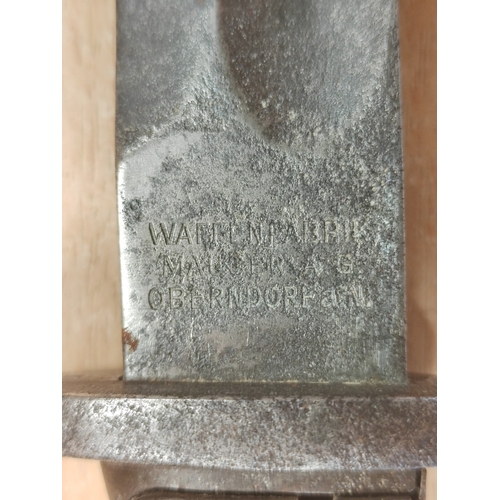 WAFFENFABRIK
MAUSER A.G.
OBERNDORF a/N.